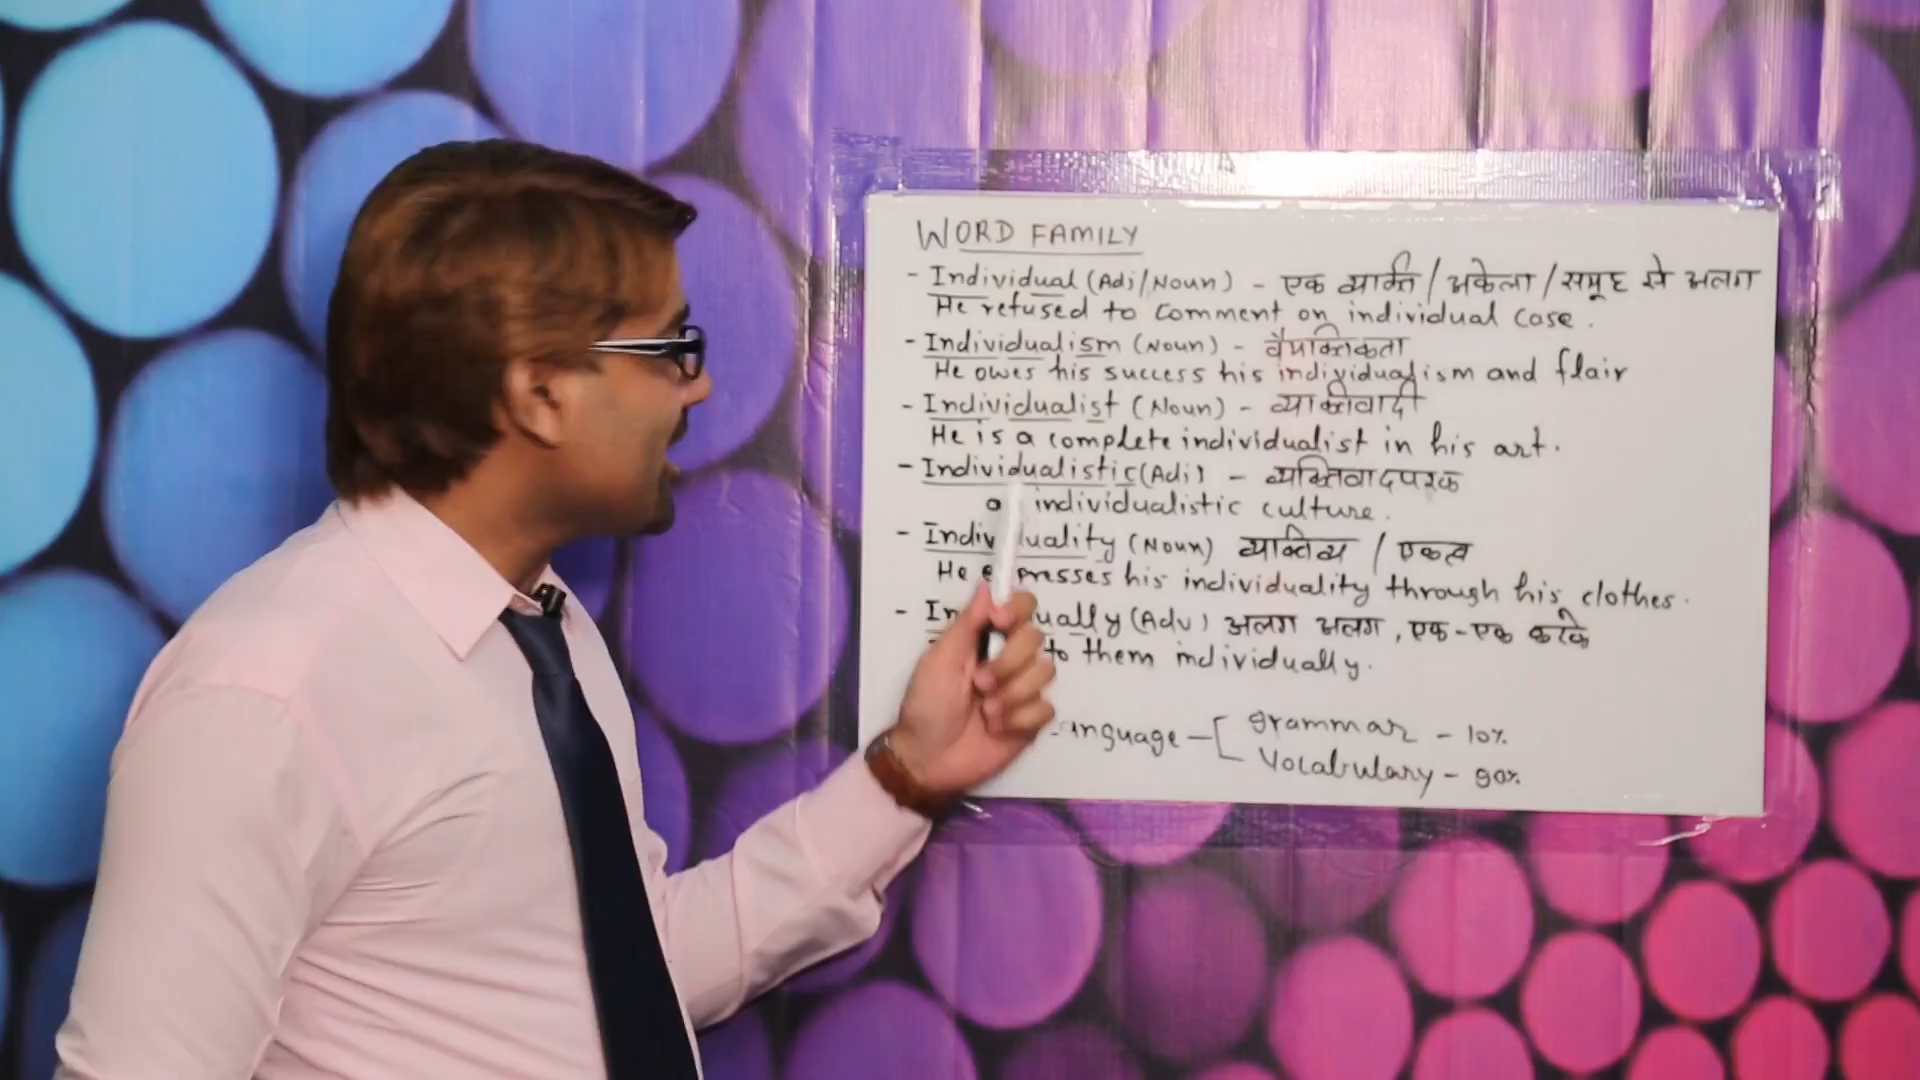 WORD FAMILY
- Individual (Adj/Noun) - एक व्यक्ति / अकेला / समूह से अलग
He refused to comment on individual case.
- Individualism (Noun) - वैयक्तिकता
He owes his success his individualism and flair
- Individualist (Noun) - व्यक्तिवादी
He is a complete individualist in his art.
- Individualistic (Adj) - व्यक्तिवादपरक
individualistic culture.
- Indiv uality (Noun) व्यक्तित्व / एकत्व
He e presses his individuality through his clothes.
- In ually (Adv) अलग अलग, एक-एक करके
to them individually.
anguage - [ grammar - 10%
Vocabulary - 90%